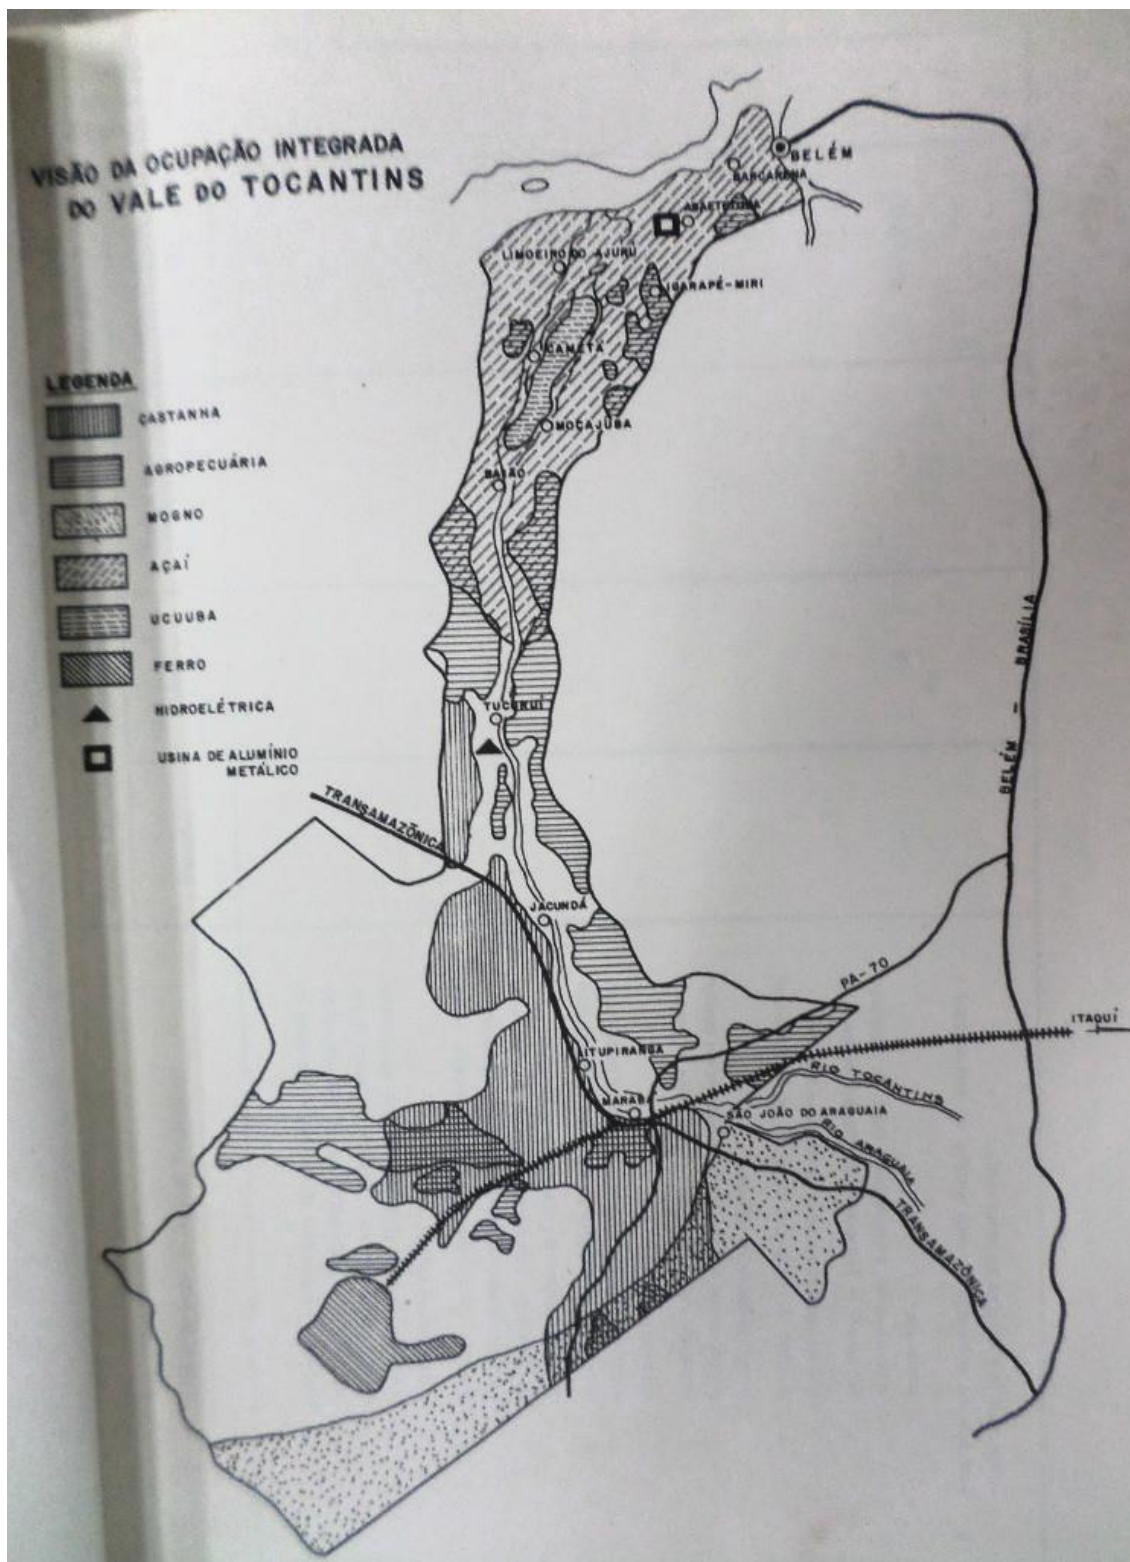 VISÃO DA OCUPAÇÃO INTEGRADA
DO VALE DO TOCANTINS
BELÉM
BARCARENA
ABAETETUBA
LIMOEIRO DO AJURU
IGARAPÉ-MIRI
CAMETÁ
MOCAJUBA
BAIÃO
LEGENDA
CASTANHA
AGROPECUÁRIA
MOGNO
AÇAÍ
UCUUBA
FERRO
HIDROELÉTRICA
USINA DE ALUMÍNIO
METÁLICO
TUCURUÍ
TRANSAMAZÔNICA
BELÉM - BRASÍLIA
JACUNDÁ
PA-70
ITAQUÍ
ITUPIRANGA
MARABÁ
RIO TOCANTINS
SÃO JOÃO DO ARAGUAIA
RIO ARAGUAIA
TRANSAMAZÔNICA